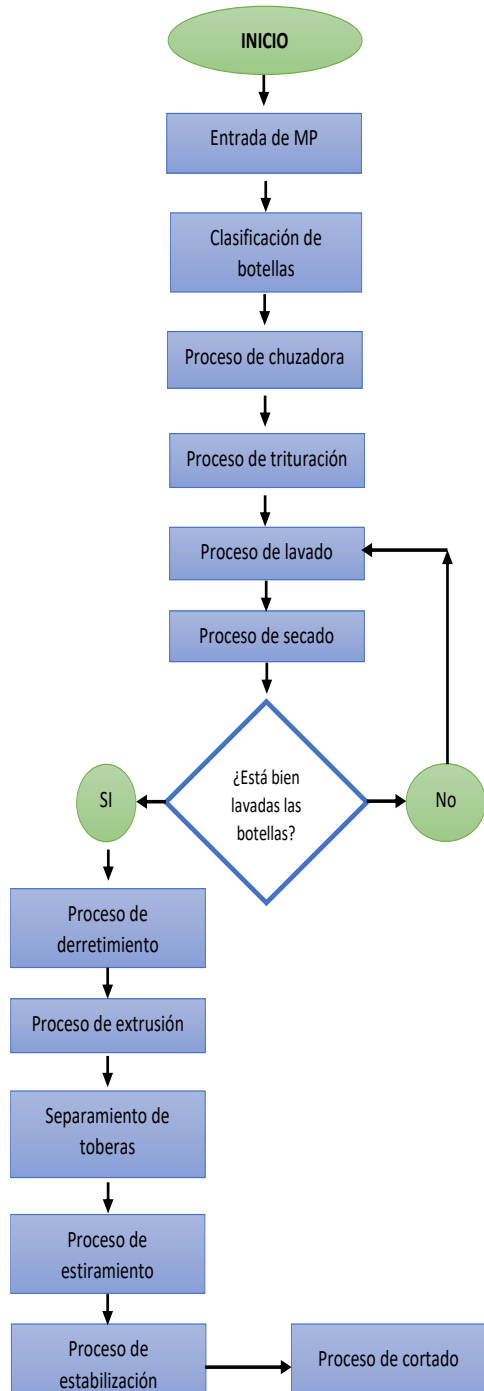 INICIO
Entrada de MP
Clasificación de
botellas
Proceso de chuzadora
Proceso de trituración
Proceso de lavado
Proceso de secado
¿Está bien
lavadas las
botellas?
SI
No
Proceso de
derretimiento
Proceso de extrusión
Separamiento de
toberas
Proceso de
estiramiento
Proceso de
estabilización
Proceso de cortado